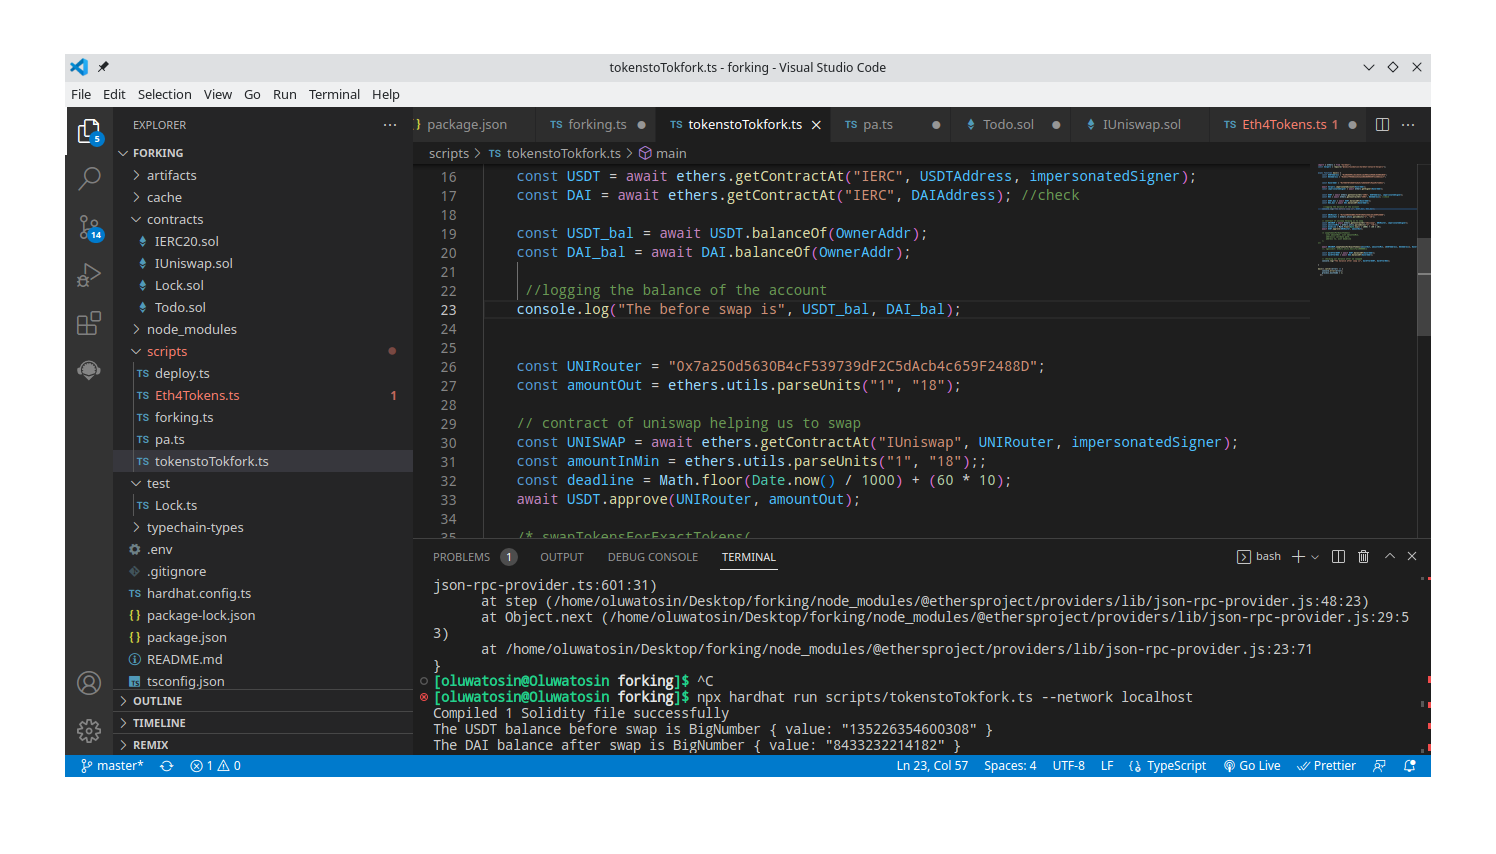 tokenstoTokfork.ts - forking - Visual Studio Code
File Edit Selection View Go Run Terminal Help
5
14
EXPLORER
FORKING
artifacts
cache
contracts
IERC20.sol
IUniswap.sol
Lock.sol
Todo.sol
node_modules
scripts
deploy.ts
Eth4Tokens.ts 1
forking.ts
pa.ts
tokenstoTokfork.ts
test
Lock.ts
typechain-types
.env
.gitignore
hardhat.config.ts
package-lock.json
package.json
README.md
tsconfig.json
OUTLINE
TIMELINE
REMIX
package.json TS forking.ts TS tokenstoTokfork.ts TS pa.ts Todo.sol IUniswap.sol TS Eth4Tokens.ts 1
scripts > TS tokenstoTokfork.ts > main
16 const USDT = await ethers.getContractAt("IERC", USDTAddress, impersonatedSigner);
17 const DAI = await ethers.getContractAt("IERC", DAIAddress); //check
18
19 const USDT_bal = await USDT.balanceOf(OwnerAddr);
20 const DAI_bal = await DAI.balanceOf(OwnerAddr);
21
22 //logging the balance of the account
23 console.log("The before swap is", USDT_bal, DAI_bal);
24
25
26 const UNIRouter = "0x7a250d5630B4cF539739dF2C5dAcb4c659F2488D";
27 const amountOut = ethers.utils.parseUnits("1", "18");
28
29 // contract of uniswap helping us to swap
30 const UNISWAP = await ethers.getContractAt("IUniswap", UNIRouter, impersonatedSigner);
31 const amountInMin = ethers.utils.parseUnits("1", "18");;
32 const deadline = Math.floor(Date.now() / 1000) + (60 * 10);
33 await USDT.approve(UNIRouter, amountOut);
34
35 /* swapTokensForExactTokens(
PROBLEMS 1 OUTPUT DEBUG CONSOLE TERMINAL bash
json-rpc-provider.ts:601:31)
at step (/home/oluwatosin/Desktop/forking/node_modules/@ethersproject/providers/lib/json-rpc-provider.js:48:23)
at Object.next (/home/oluwatosin/Desktop/forking/node_modules/@ethersproject/providers/lib/json-rpc-provider.js:29:5
3)
at /home/oluwatosin/Desktop/forking/node_modules/@ethersproject/providers/lib/json-rpc-provider.js:23:71
}
[oluwatosin@Oluwatosin forking]$ ^C
[oluwatosin@Oluwatosin forking]$ npx hardhat run scripts/tokenstoTokfork.ts --network localhost
Compiled 1 Solidity file successfully
The USDT balance before swap is BigNumber { value: "135226354600308" }
The DAI balance after swap is BigNumber { value: "8433232214182" }
master* 1 0 Ln 23, Col 57 Spaces: 4 UTF-8 LF TypeScript Go Live Prettier